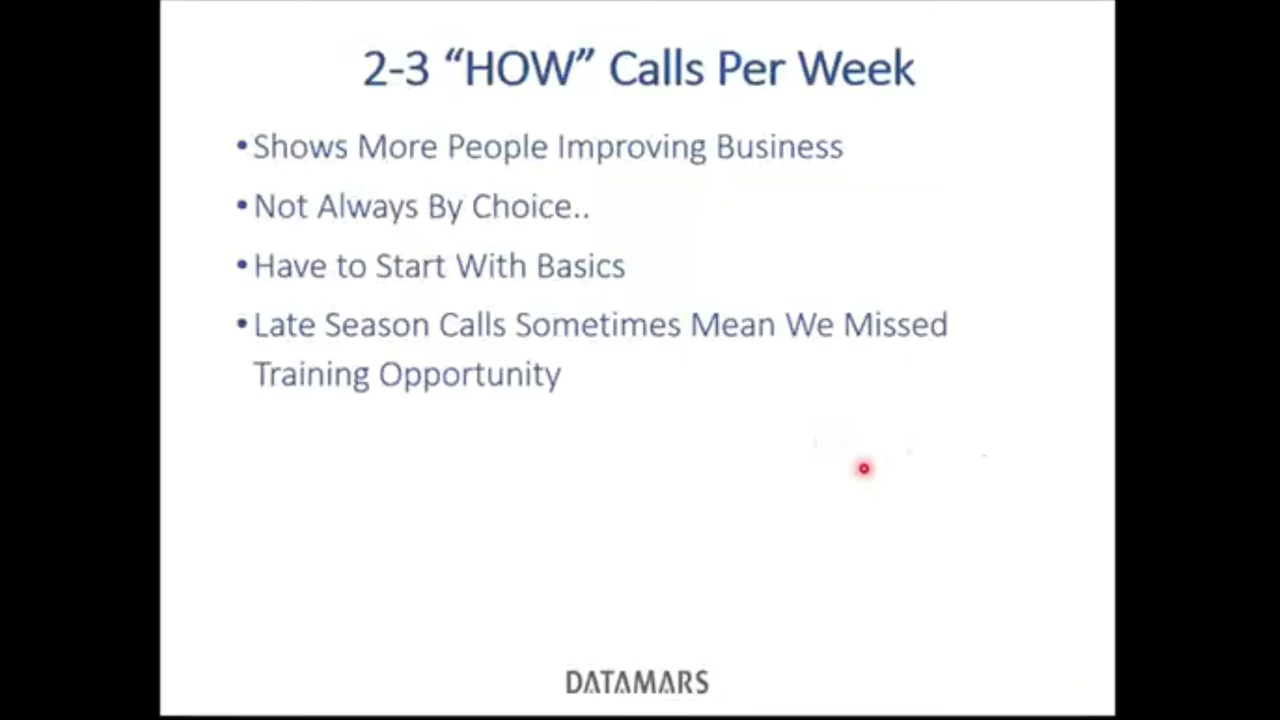 2-3 “HOW” Calls Per Week
•Shows More People Improving Business
•Not Always By Choice..
•Have to Start With Basics
•Late Season Calls Sometimes Mean We Missed
Training Opportunity
DATAMARS